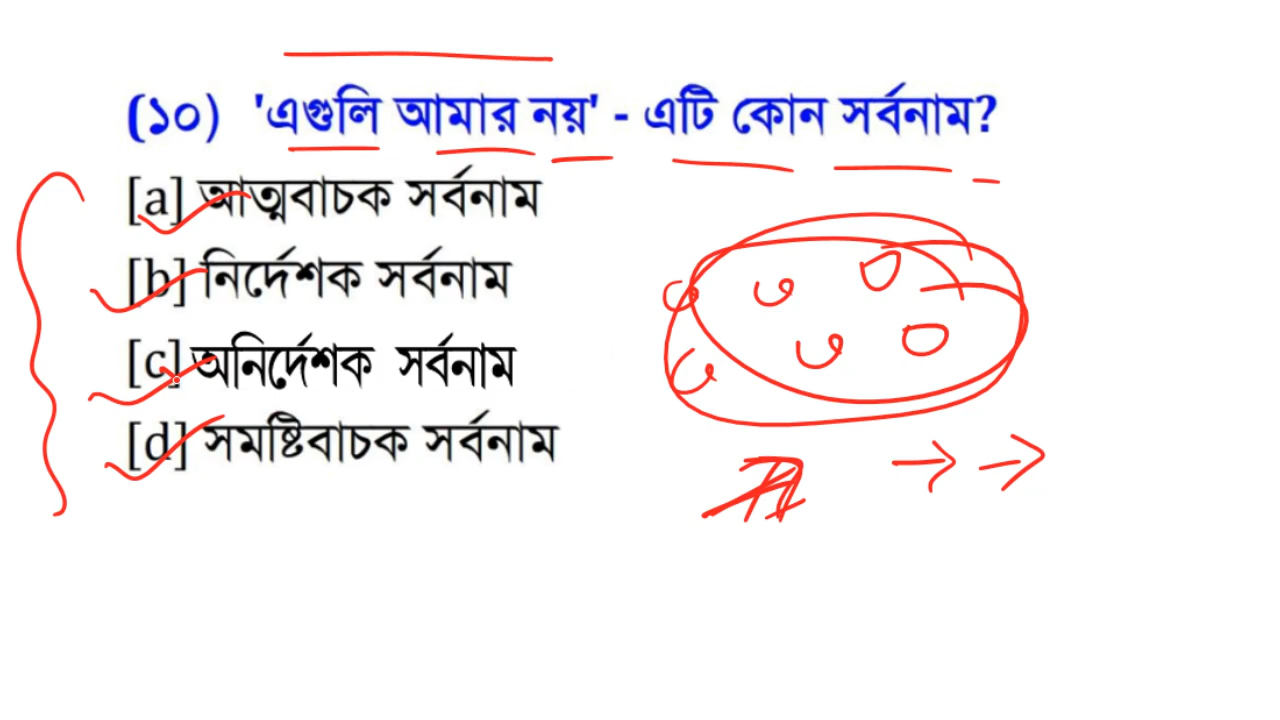 (১০) 'এগুলি আমার নয়' - এটি কোন সর্বনাম?
[a] আত্মবাচক সর্বনাম
[b] নির্দেশক সর্বনাম
[c] অনির্দেশক সর্বনাম
[d] সমষ্টিবাচক সর্বনাম